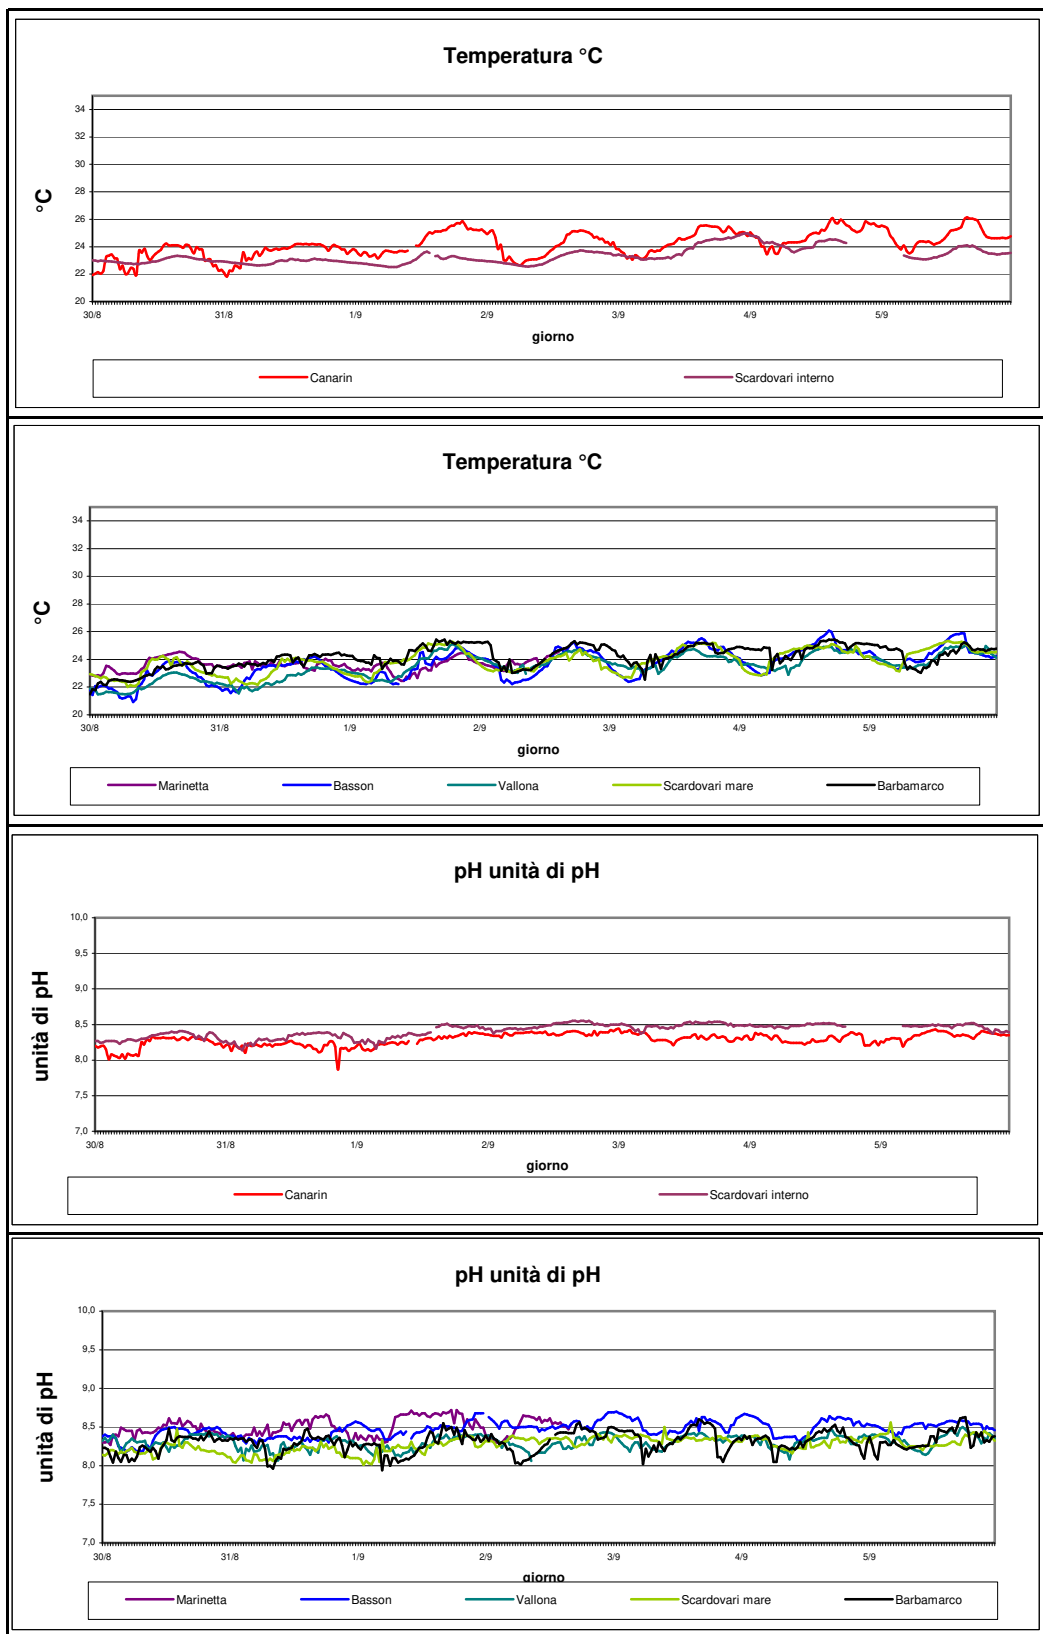 Temperatura °C
34
32
30
28
26
24
22
20
°C
30/8 31/8 1/9 2/9 3/9 4/9 5/9
giorno
Canarin Scardovari interno
Temperatura °C
34
32
30
28
26
24
22
20
°C
30/8 31/8 1/9 2/9 3/9 4/9 5/9
giorno
Marinetta Basson Vallona Scardovari mare Barbamarco
pH unità di pH
10,0
9,5
9,0
8,5
8,0
7,5
7,0
unità di pH
30/8 31/8 1/9 2/9 3/9 4/9 5/9
giorno
Canarin Scardovari interno
pH unità di pH
10,0
9,5
9,0
8,5
8,0
7,5
7,0
unità di pH
30/8 31/8 1/9 2/9 3/9 4/9 5/9
giorno
Marinetta Basson Vallona Scardovari mare Barbamarco